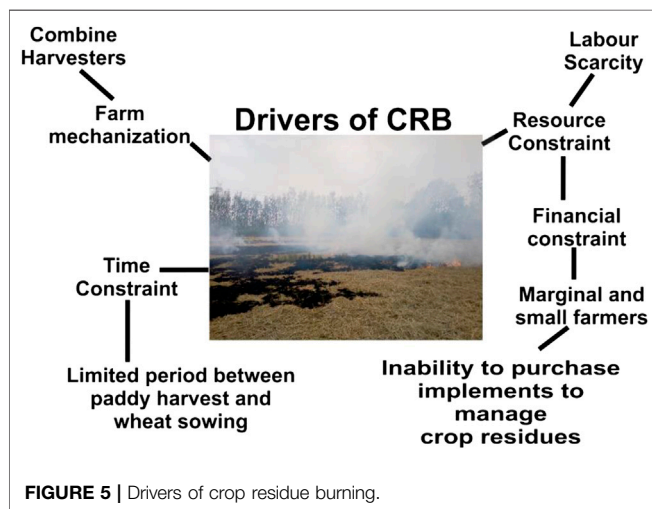 Combine
Harvesters
Farm
mechanization
Drivers of CRB
Labour
Scarcity
Resource
Constraint
Financial
constraint
Marginal and
small farmers
Inability to purchase
implements to
manage
crop residues
Time
Constraint
Limited period between
paddy harvest and
wheat sowing
FIGURE 5 | Drivers of crop residue burning.